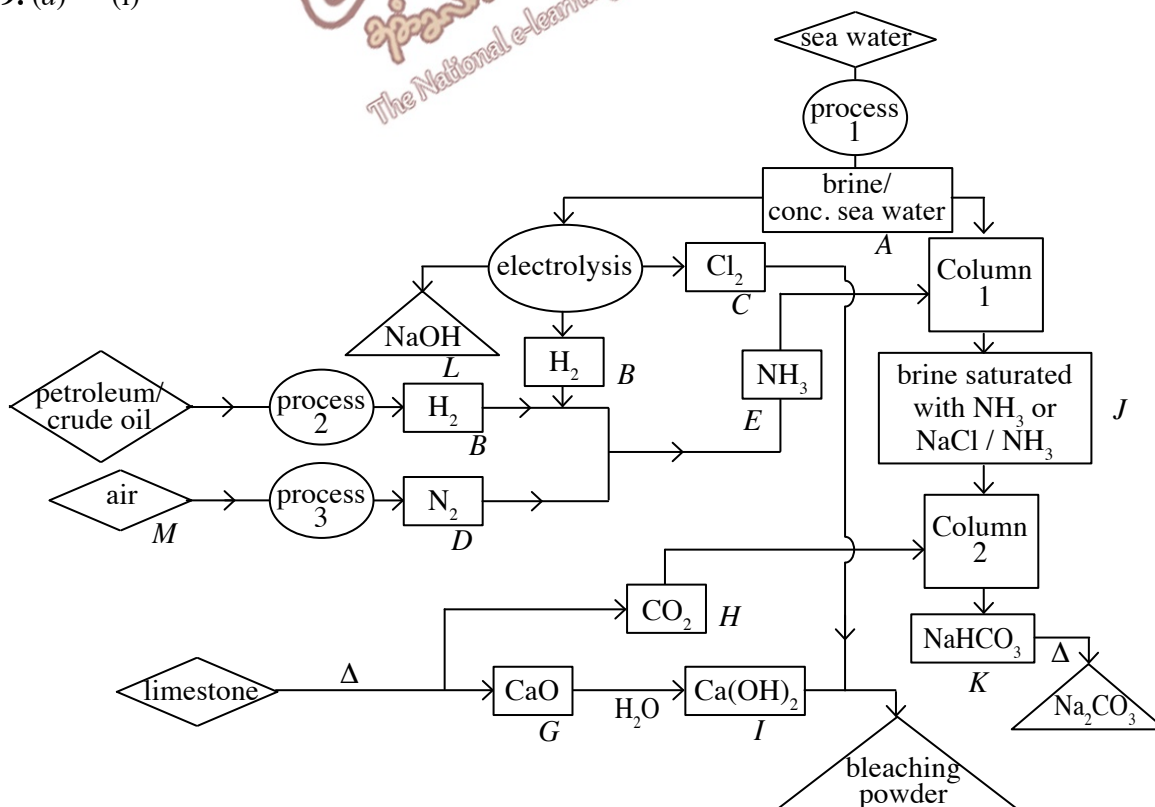 9. (a) (i)
The National e-learning
sea water
process
1
brine/
conc. sea water
A
electrolysis
Cl₂
C
Column
1
NaOH
L
H₂
B
NH₃
E
brine saturated
with NH₃ or
NaCl / NH₃
J
petroleum/
crude oil
process
2
H₂
B
air
M
process
3
N₂
D
Column
2
CO₂
H
NaHCO₃
K
Δ
Na₂CO₃
limestone
Δ
CaO
G
H₂O
Ca(OH)₂
I
bleaching
powder